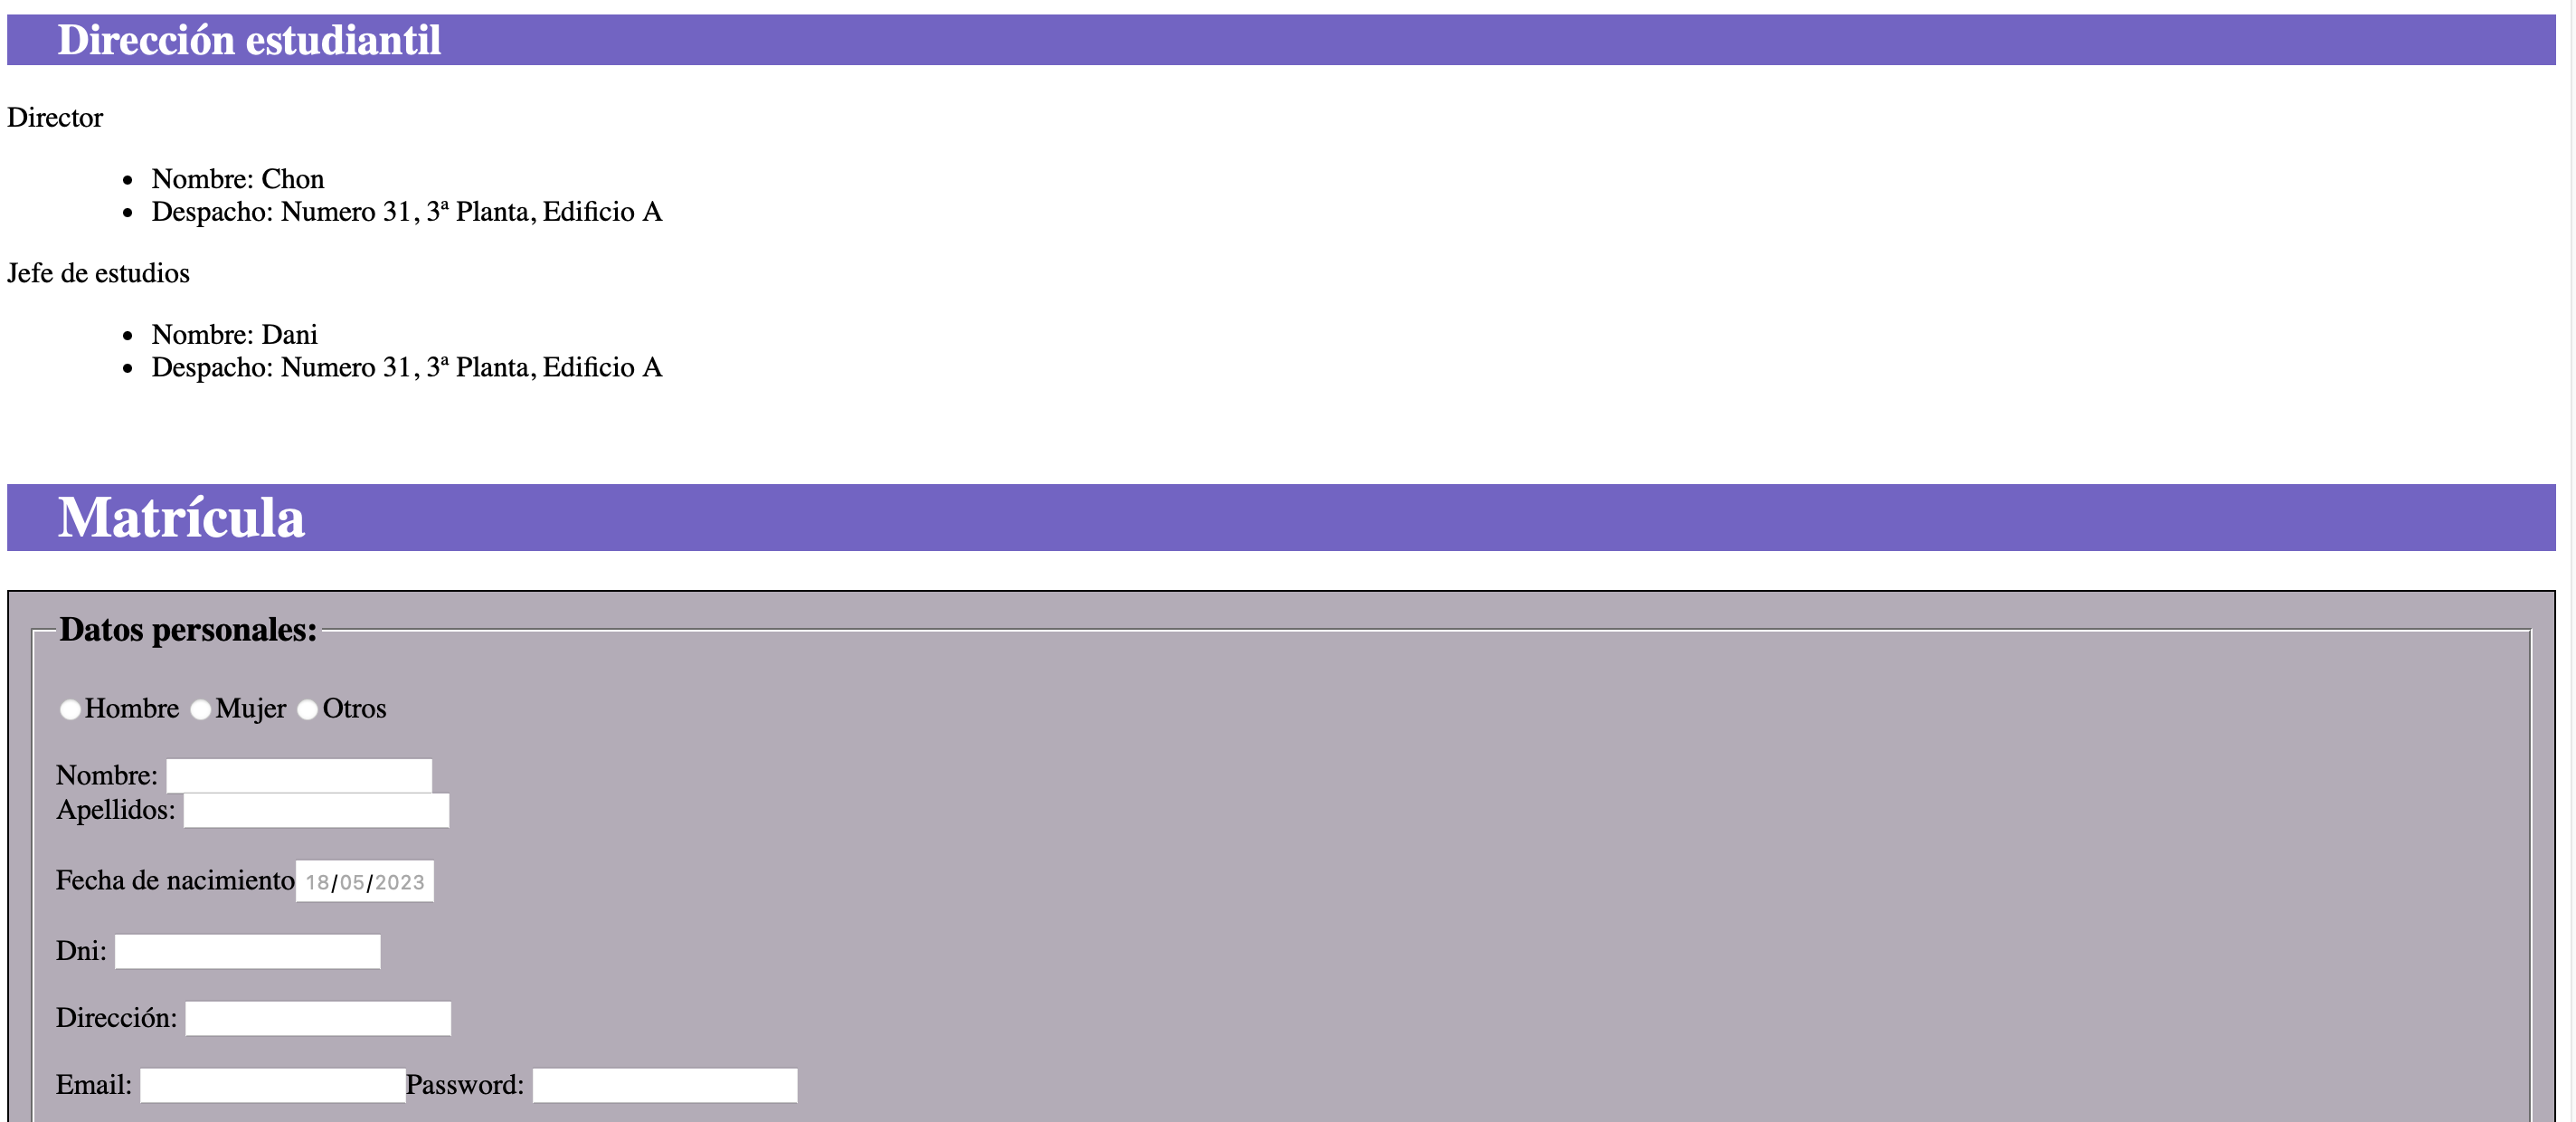 Dirección estudiantil
Director
Nombre: Chon
Despacho: Numero 31, 3ª Planta, Edificio A
Jefe de estudios
Nombre: Dani
Despacho: Numero 31, 3ª Planta, Edificio A
Matrícula
Datos personales:
Hombre Mujer Otros
Nombre:
Apellidos:
Fecha de nacimiento 18/05/2023
Dni:
Dirección:
Email: Password: